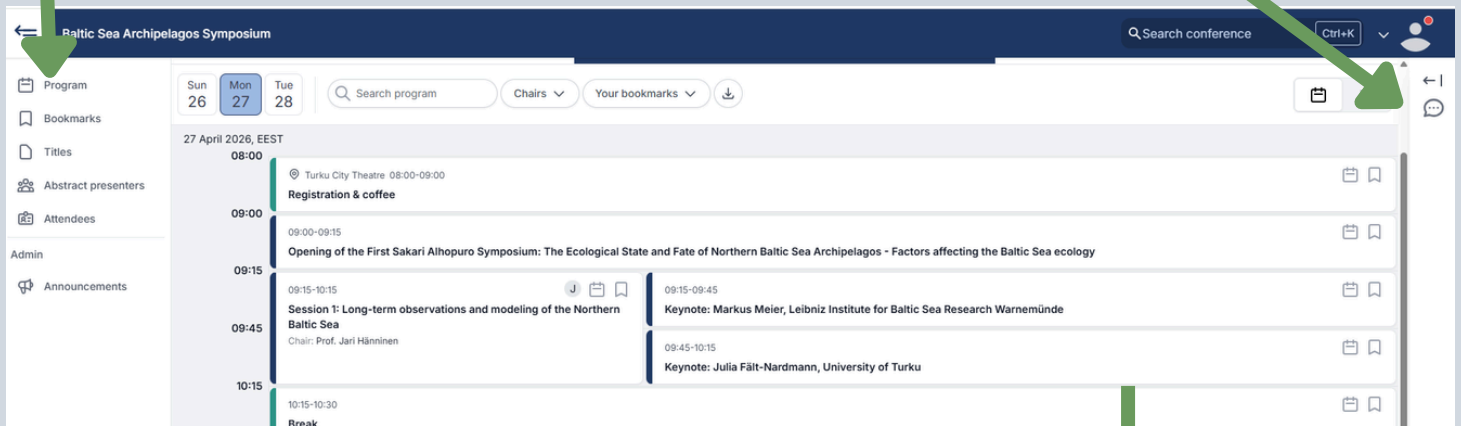 Baltic Sea Archipelagos Symposium
Search conference
Ctrl+K
Program
Bookmarks
Titles
Abstract presenters
Attendees
Admin
Announcements
Sun
26
Mon
27
Tue
28
Search program
Chairs
Your bookmarks
27 April 2026, EEST
08:00
Turku City Theatre 08:00-09:00
Registration & coffee
09:00
09:00-09:15
Opening of the First Sakari Alhopuro Symposium: The Ecological State and Fate of Northern Baltic Sea Archipelagos - Factors affecting the Baltic Sea ecology
09:15
09:15-10:15
J
Session 1: Long-term observations and modeling of the Northern
Baltic Sea
Chair: Prof. Jari Hänninen
09:15-09:45
Keynote: Markus Meier, Leibniz Institute for Baltic Sea Research Warnemünde
09:45
09:45-10:15
Keynote: Julia Fält-Nardmann, University of Turku
10:15
10:15-10:30
Break